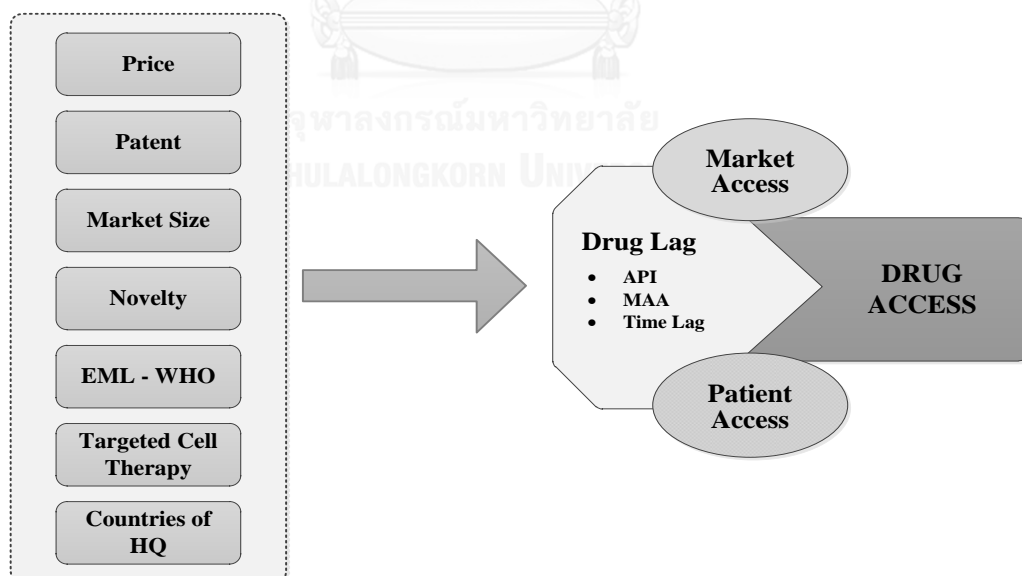 Price
Patent
Market Size
Novelty
EML - WHO
Targeted Cell
Therapy
Countries of
HQ
จุฬาลงกรณ์มหาวิทยาลัย
Market
Access
Drug Lag
• API
• MAA
• Time Lag
Patient
Access
DRUG
ACCESS